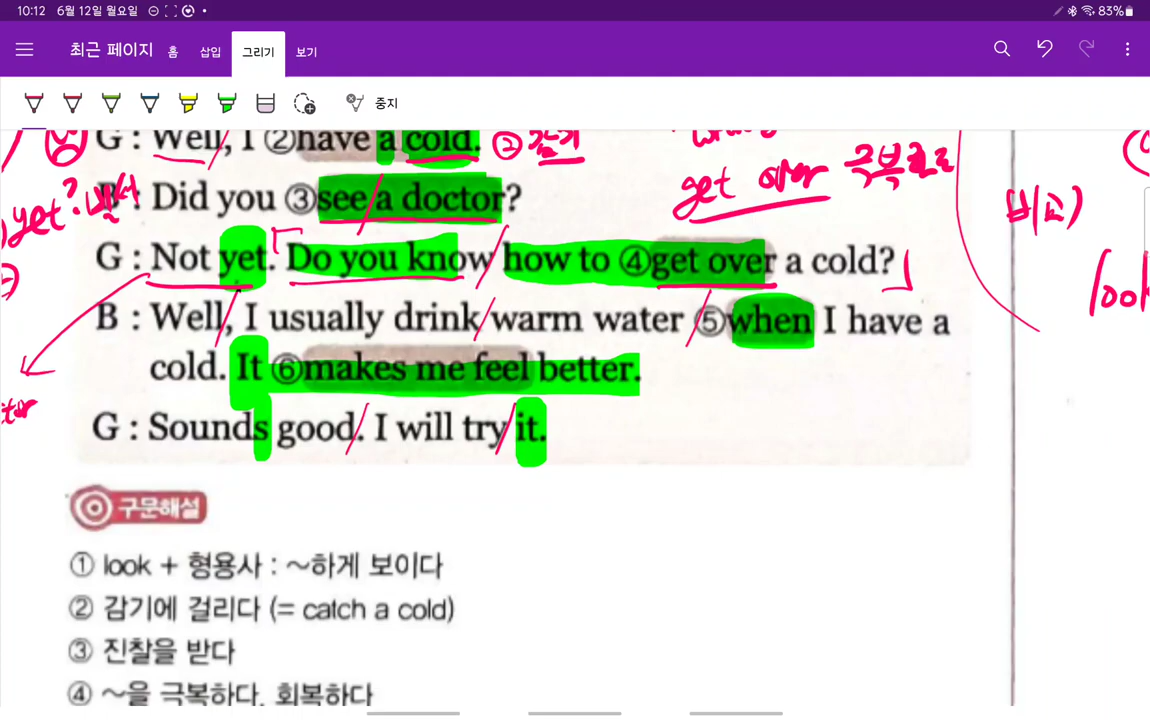 10:12 6월 12일 월요일 83%
최근 페이지 홈 삽입 그리기 보기
중지
G : Well, I ②have a cold. ② 감기
get over 극복하다
yet?
B : Did you ③see a doctor?
비(교)
G : Not yet. Do you know how to ④get over a cold?
look
B : Well, I usually drink warm water ⑤when I have a
cold. It ⑥makes me feel better.
G : Sounds good. I will try it.
구문해설
① look + 형용사 : ~하게 보이다
② 감기에 걸리다 (= catch a cold)
③ 진찰을 받다
④ ~을 극복하다, 회복하다